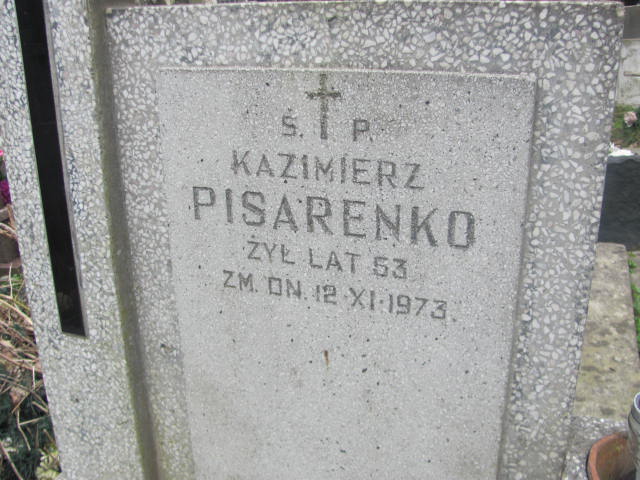 Ś. P.
KAZIMIERZ
PISARENKO
ŻYŁ LAT 53
ZM. DN. 12·XI·1973.